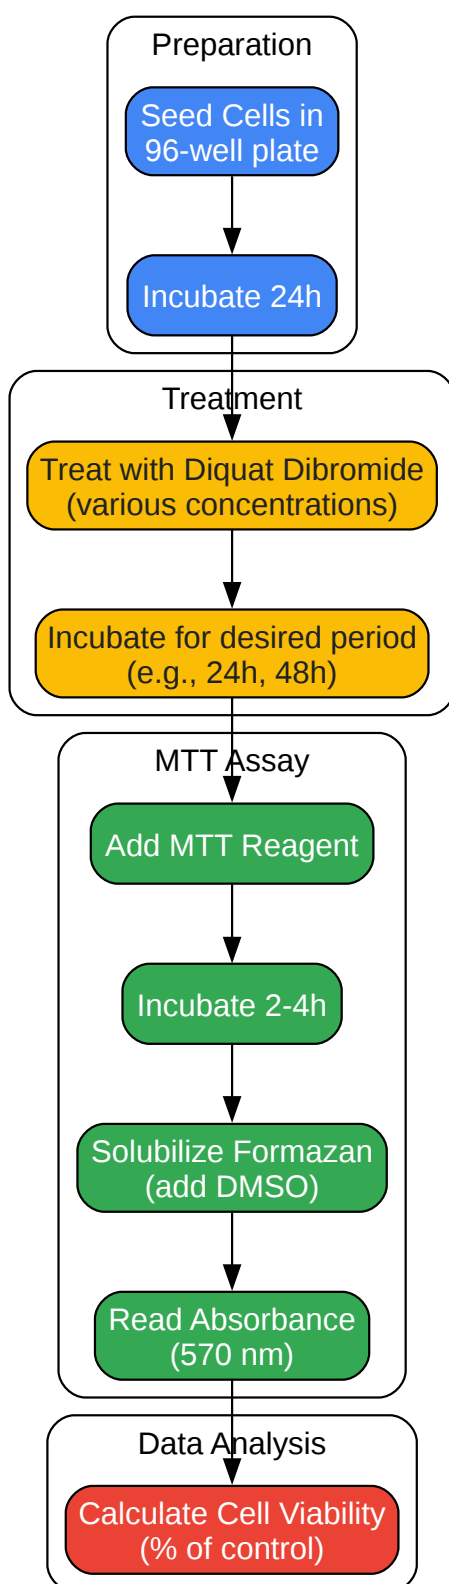 Preparation
Seed Cells in
96-well plate
Incubate 24h
Treatment
Treat with Diquat Dibromide
(various concentrations)
Incubate for desired period
(e.g., 24h, 48h)
MTT Assay
Add MTT Reagent
Incubate 2-4h
Solubilize Formazan
(add DMSO)
Read Absorbance
(570 nm)
Data Analysis
Calculate Cell Viability
(% of control)